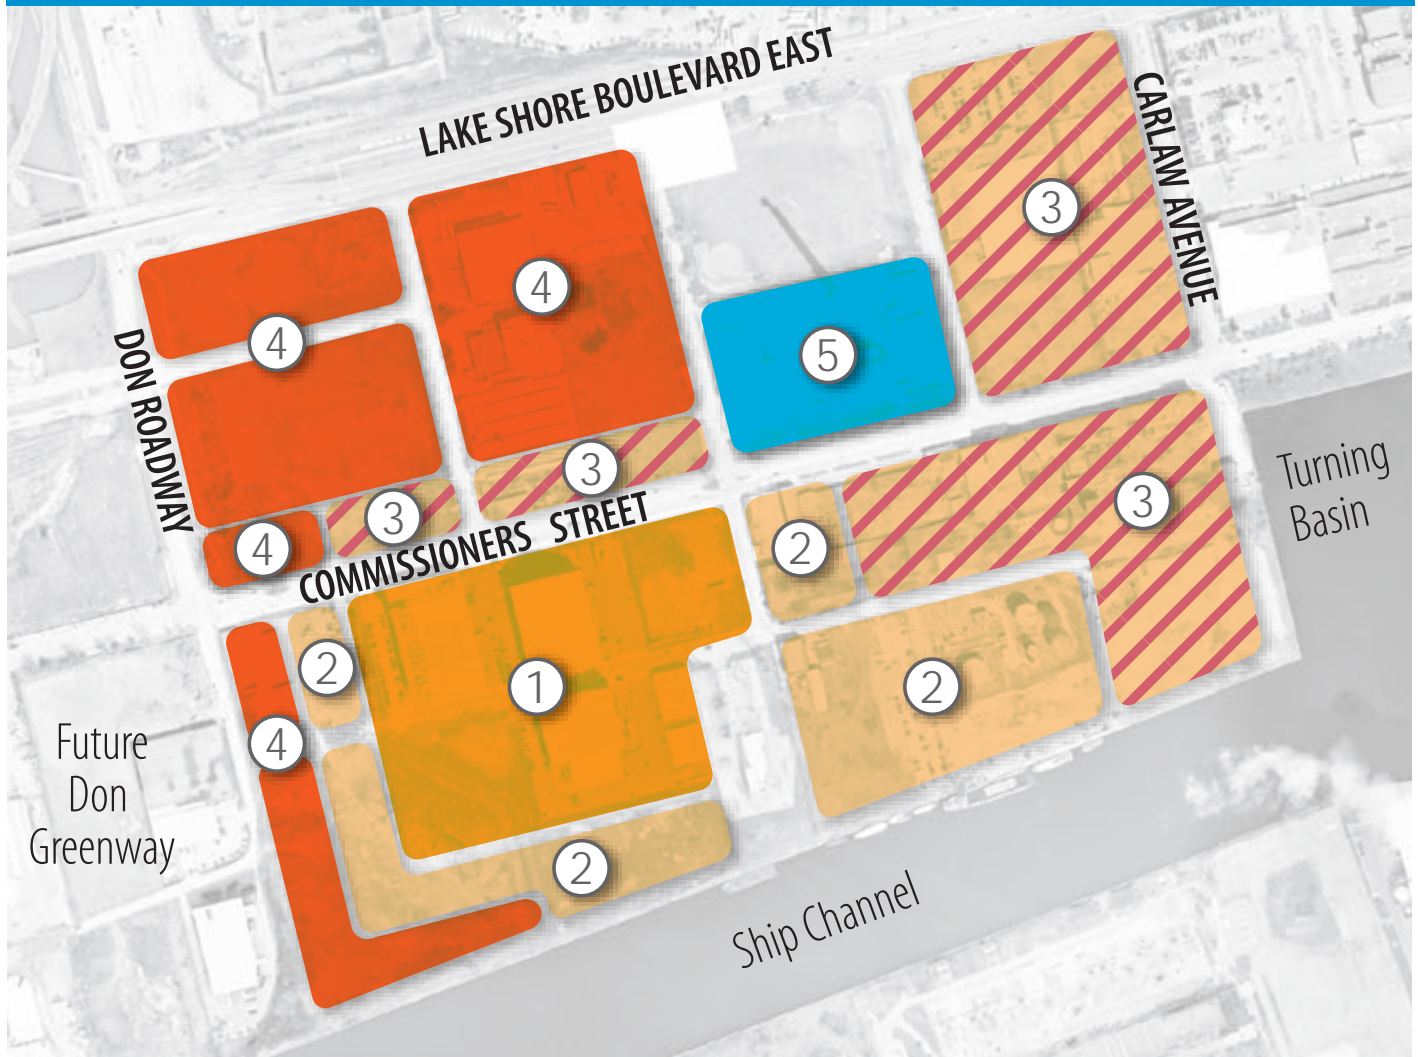 LAKE SHORE BOULEVARD EAST
CARLAW AVENUE
3
4
4
5
DON ROADWAY
3
3
4
3
2
COMMISSIONERS STREET
2
1
2
4
Turning
Basin
Future
Don
Greenway
2
Ship Channel